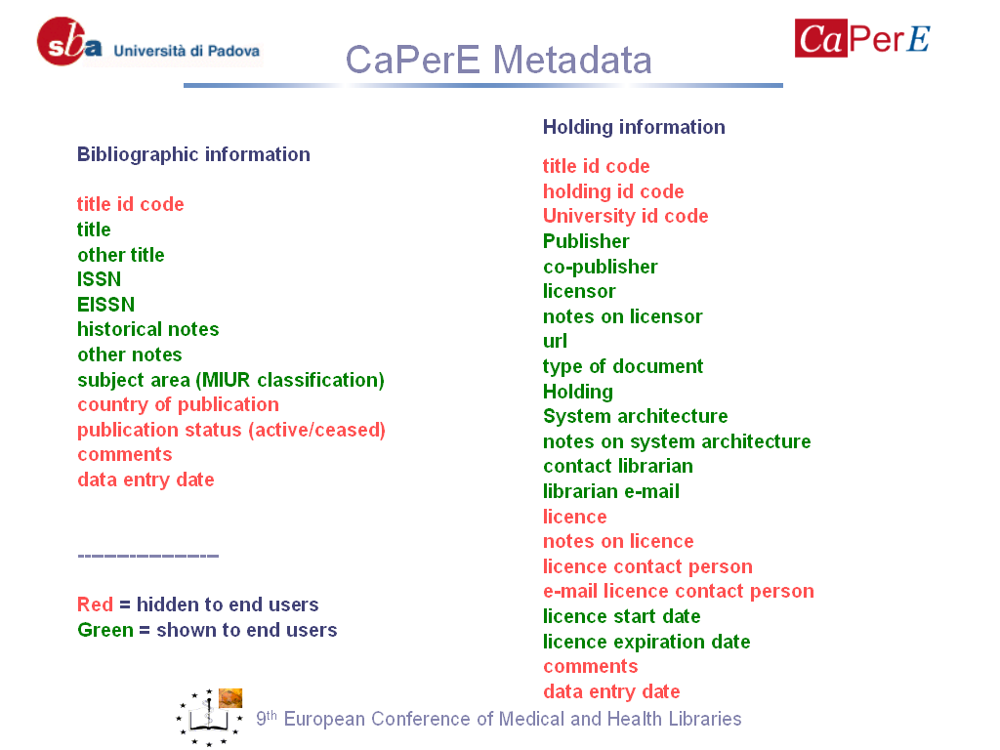 sba Università di Padova
CaPerE
CaPerE Metadata
Bibliographic information
title id code
title
other title
ISSN
EISSN
historical notes
other notes
subject area (MIUR classification)
country of publication
publication status (active/ceased)
comments
data entry date
----------------------
Red = hidden to end users
Green = shown to end users
Holding information
title id code
holding id code
University id code
Publisher
co-publisher
licensor
notes on licensor
url
type of document
Holding
System architecture
notes on system architecture
contact librarian
librarian e-mail
licence
notes on licence
licence contact person
e-mail licence contact person
licence start date
licence expiration date
comments
data entry date
9th European Conference of Medical and Health Libraries